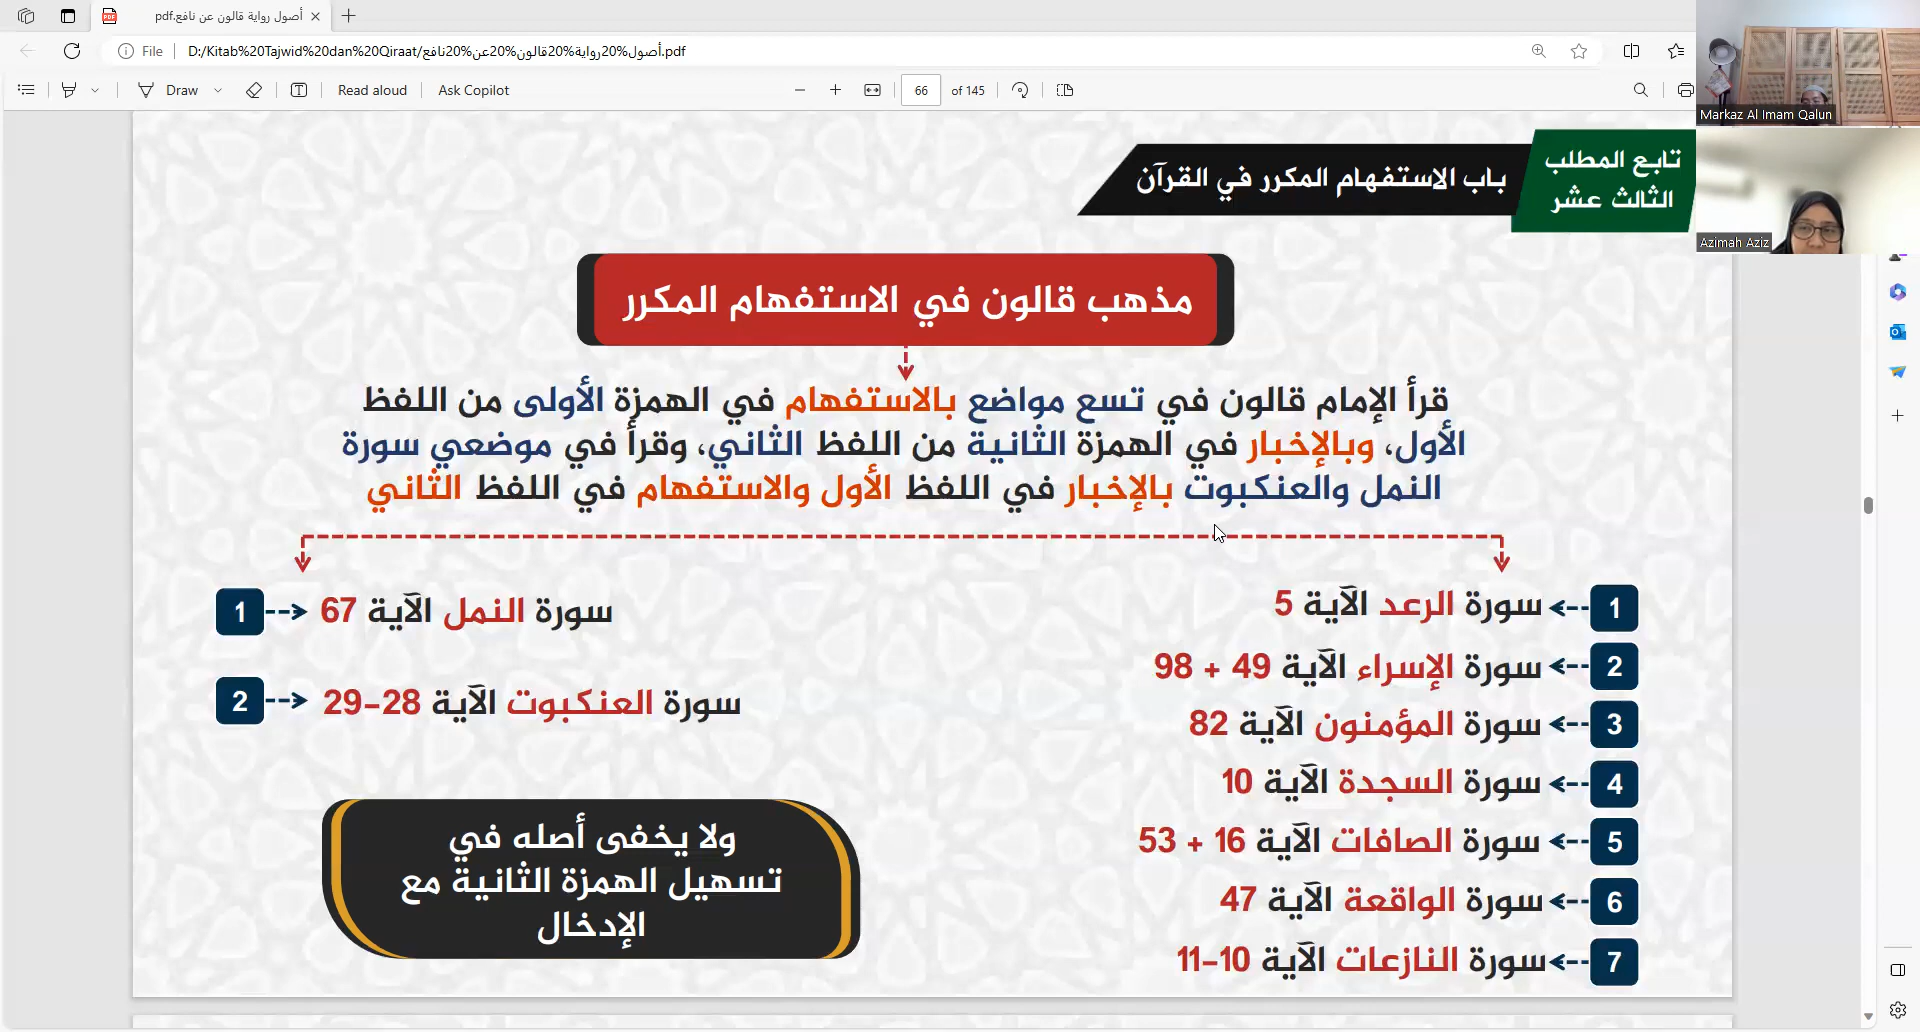 أصول رواية قالون عن نافع.pdf
File
D:/Kitab%20Tajwid%20dan%20Qiraat/أصول%20رواية%20قالون%20عن%20نافع.pdf
Draw
Read aloud
Ask Copilot
66 of 145
Markaz Al Imam Qalun
Azimah Aziz
تابع المطلب
الثالث عشر
باب الاستفهام المكرر في القرآن
مذهب قالون في الاستفهام المكرر
قرأ الإمام قالون في تسع مواضع بالاستفهام في الهمزة الأولى من اللفظ
الأول، وبالإخبار في الهمزة الثانية من اللفظ الثاني، وقرأ في موضعي سورة
النمل والعنكبوت بالإخبار في اللفظ الأول والاستفهام في اللفظ الثاني
1 سورة الرعد الآية 5
2 سورة الإسراء الآية 49 + 98
3 سورة المؤمنون الآية 82
4 سورة السجدة الآية 10
5 سورة الصافات الآية 16 + 53
6 سورة الواقعة الآية 47
7 سورة النازعات الآية 10-11
1 سورة النمل الآية 67
2 سورة العنكبوت الآية 28-29
ولا يخفى أصله في
تسهيل الهمزة الثانية مع
الإدخال